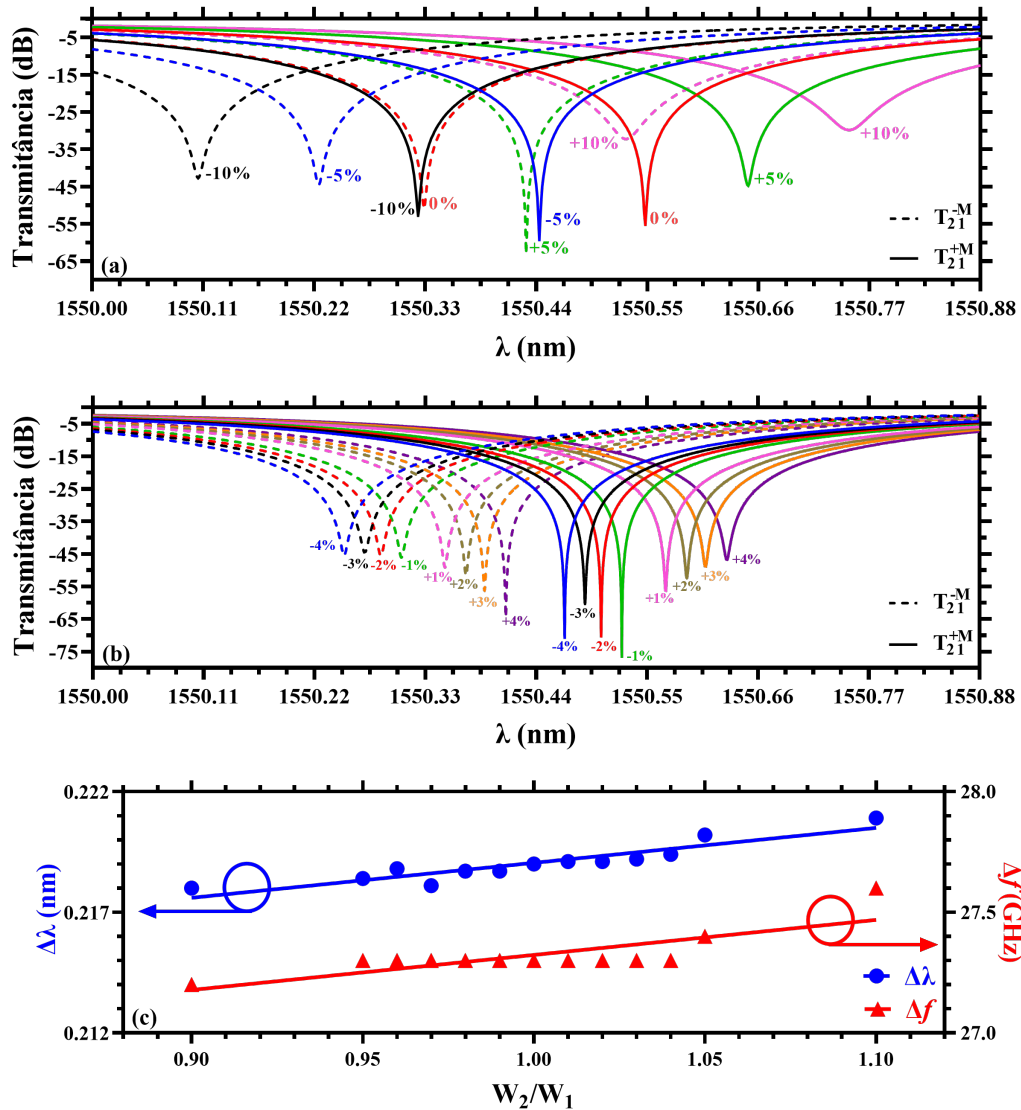 Transmitância (dB)
-5
-15
-25
-35
-45
-55
-65
-10%
-5%
-10%
0%
+5%
-5%
+10%
0%
+5%
+10%
T₂₁⁻ᴹ
T₂₁⁺ᴹ
(a)
1550.00 1550.11 1550.22 1550.33 1550.44 1550.55 1550.66 1550.77 1550.88
λ (nm)
Transmitância (dB)
-5
-15
-25
-35
-45
-55
-65
-75
-4%
-3%
-2%
-1%
+1%
+2%
+3%
+4%
-4%
-3%
-2%
-1%
+1%
+2%
+3%
+4%
T₂₁⁻ᴹ
T₂₁⁺ᴹ
(b)
1550.00 1550.11 1550.22 1550.33 1550.44 1550.55 1550.66 1550.77 1550.88
λ (nm)
Δλ (nm)
0.222
0.217
0.212
28.0
27.5
27.0
Δf (GHz)
Δλ
Δf
(c)
0.90 0.95 1.00 1.05 1.10
W₂/W₁